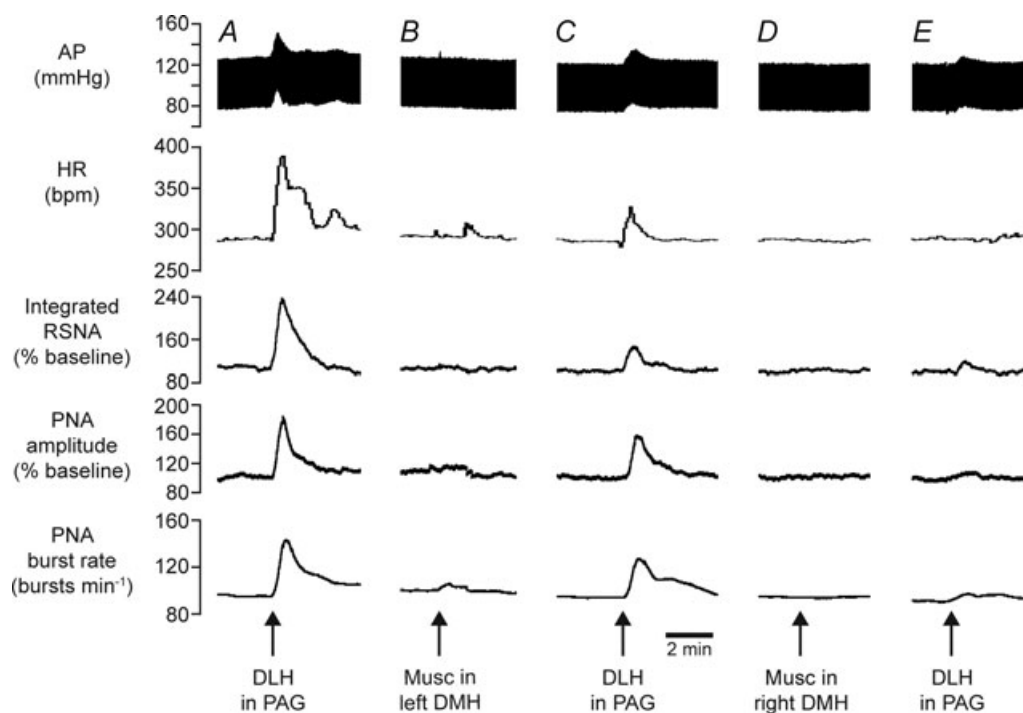 A B C D E
AP
(mmHg)
160
120
80
HR
(bpm)
400
350
300
250
Integrated
RSNA
(% baseline)
240
160
80
PNA
amplitude
(% baseline)
200
160
120
80
PNA
burst rate
(bursts min⁻¹)
160
120
80
2 min
DLH
in PAG
Musc in
left DMH
DLH
in PAG
Musc in
right DMH
DLH
in PAG